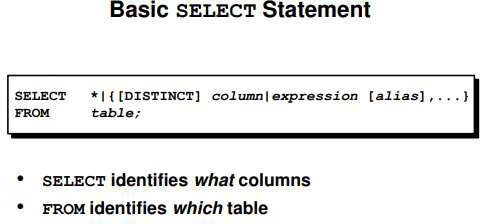 Basic SELECT Statement
SELECT *|{[DISTINCT] column|expression [alias],...}
FROM table;
• SELECT identifies what columns
• FROM identifies which table